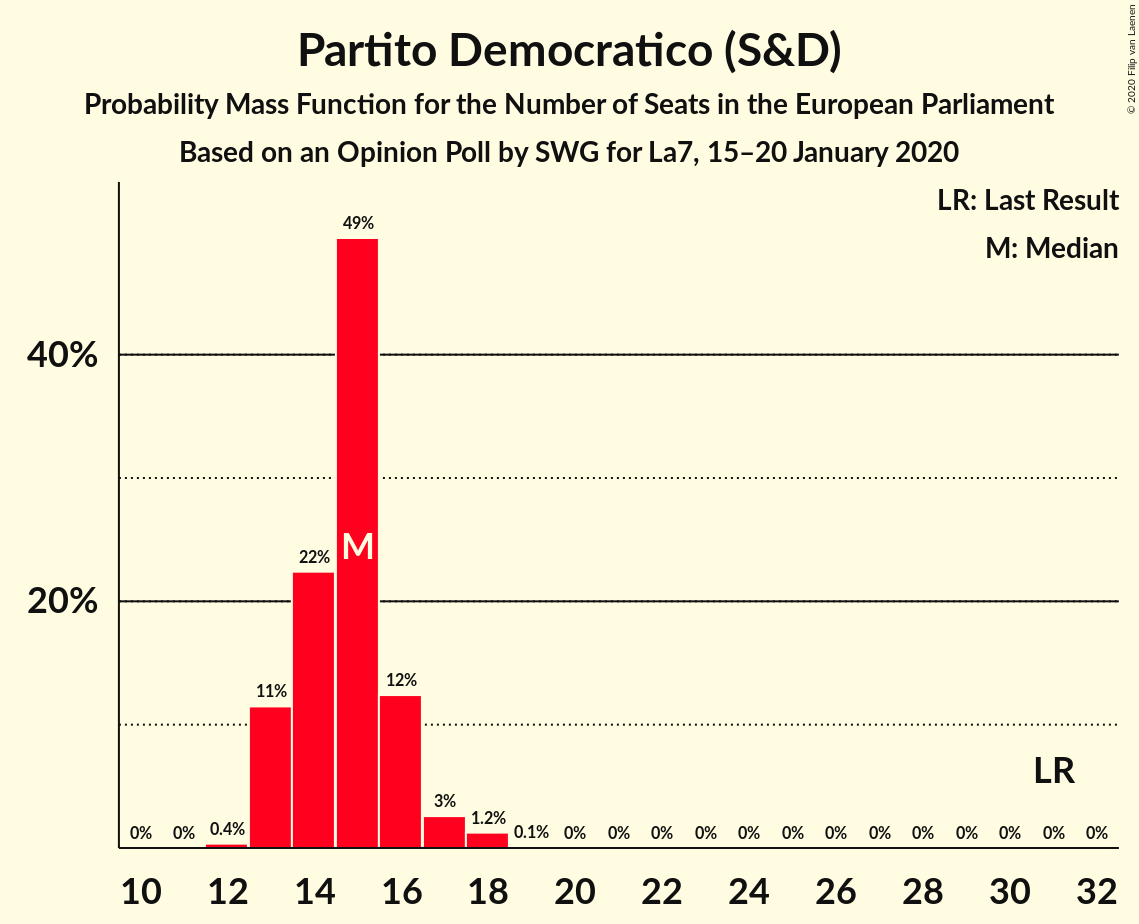 Partito Democratico (S&D)
Probability Mass Function for the Number of Seats in the European Parliament
Based on an Opinion Poll by SWG for La7, 15–20 January 2020
© 2020 Filip van Laenen
LR: Last Result
M: Median
40%
20%
0% 0% 0.4% 11% 22% 49% 12% 3% 1.2% 0.1% 0% 0% 0% 0% 0% 0% 0% 0% 0% 0% 0% 0% 0%
M
LR
10 12 14 16 18 20 22 24 26 28 30 32